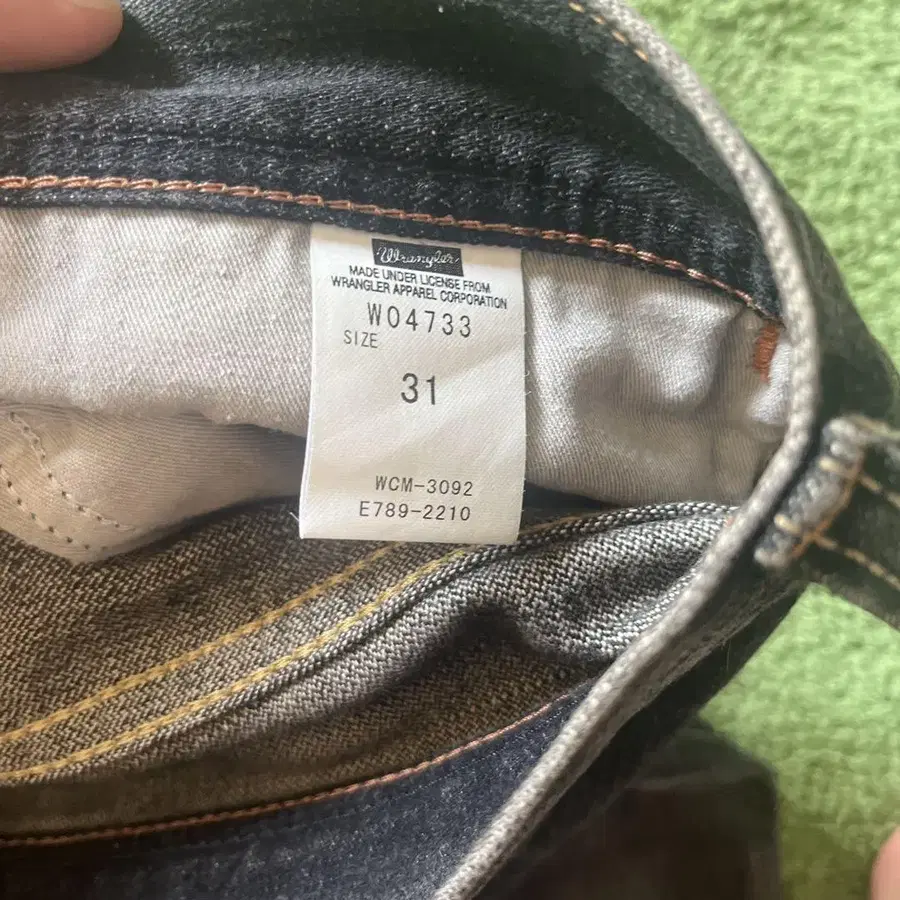 Wrangler
MADE UNDER LICENSE FROM
WRANGLER APPAREL CORPORATION
W04733
SIZE
31
WCM-3092
E789-2210